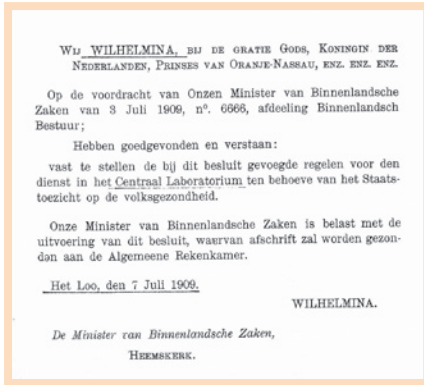 WIJ WILHELMINA, BIJ DE GRATIE GODS, KONINGIN DER
NEDERLANDEN, PRINSES VAN ORANJE-NASSAU, ENZ. ENZ. ENZ.
Op de voordracht van Onzen Minister van Binnenlandsche
Zaken van 3 Juli 1909, n°. 6666, afdeeling Binnenlandsch
Bestuur;
Hebben goedgevonden en verstaan:
vast te stellen de bij dit besluit gevoegde regelen voor den
dienst in het Centraal Laboratorium ten behoeve van het Staats-
toezicht op de volksgezondheid.
Onze Minister van Binnenlandsche Zaken is belast met de
uitvoering van dit besluit, waervan afschrift zal worden gezon-
den aan de Algemeene Rekenkamer.
Het Loo, den 7 Juli 1909.
WILHELMINA.
De Minister van Binnenlandsche Zaken,
HEEMSKERK.